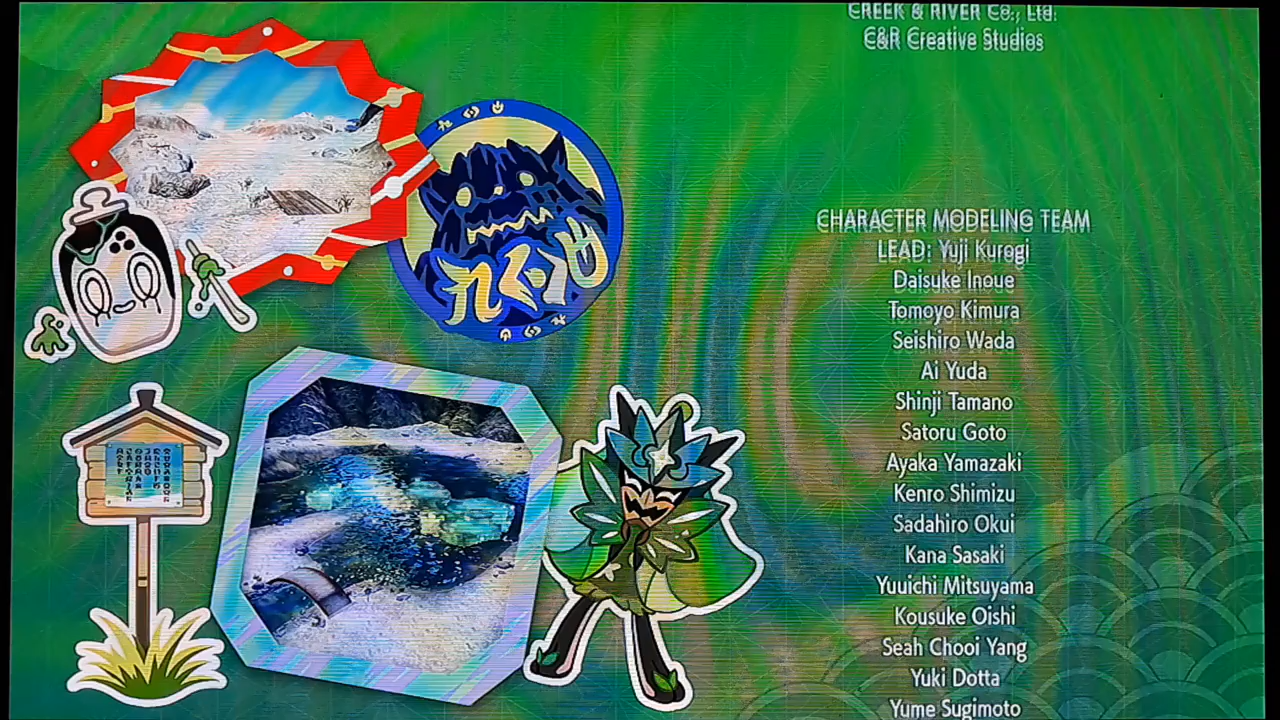 CREEK & RIVER Co., Ltd.
C&R Creative Studios
CHARACTER MODELING TEAM
LEAD: Yuji Kurogi
Daisuke Inoue
Tomoyo Kimura
Seishiro Wada
Ai Yuda
Shinji Tamano
Satoru Goto
Ayaka Yamazaki
Kenro Shimizu
Sadahiro Okui
Kana Sasaki
Yuuichi Mitsuyama
Kousuke Oishi
Seah Chooi Yang
Yuki Dotta
Yume Sugimoto